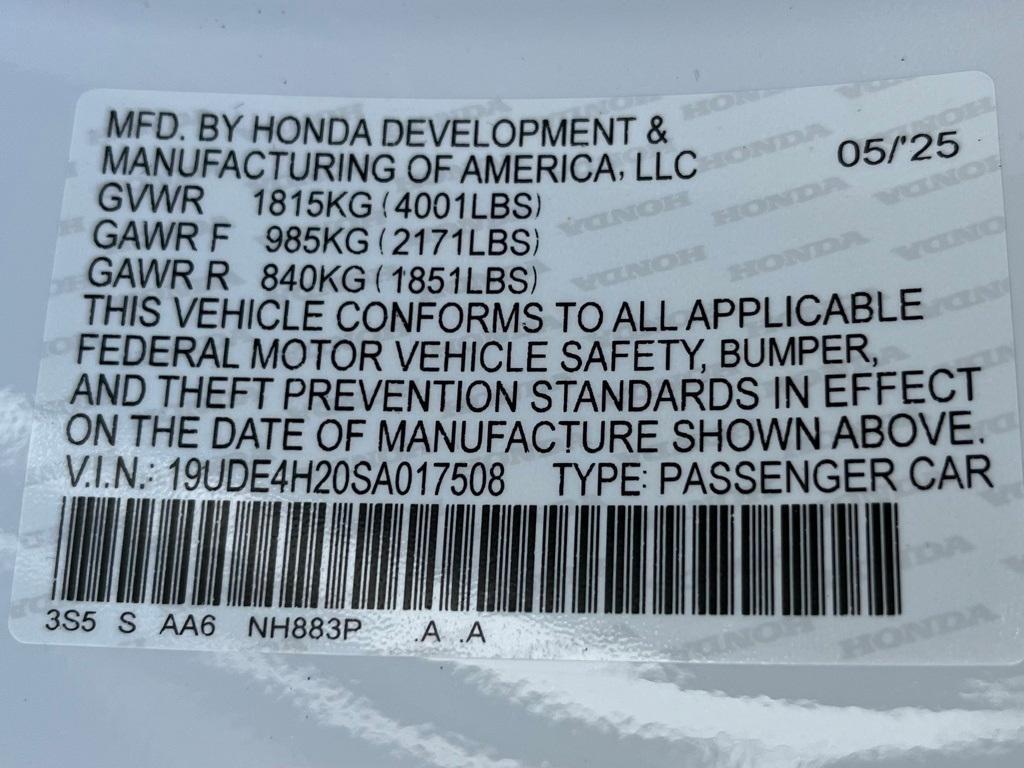 MFD. BY HONDA DEVELOPMENT &
MANUFACTURING OF AMERICA, LLC 05/'25
GVWR 1815KG (4001LBS)
GAWR F 985KG (2171LBS)
GAWR R 840KG (1851LBS)
THIS VEHICLE CONFORMS TO ALL APPLICABLE
FEDERAL MOTOR VEHICLE SAFETY, BUMPER,
AND THEFT PREVENTION STANDARDS IN EFFECT
ON THE DATE OF MANUFACTURE SHOWN ABOVE.
V.I.N.: 19UDE4H20SA017508 TYPE: PASSENGER CAR
3S5 S AA6 NH883P .A .A